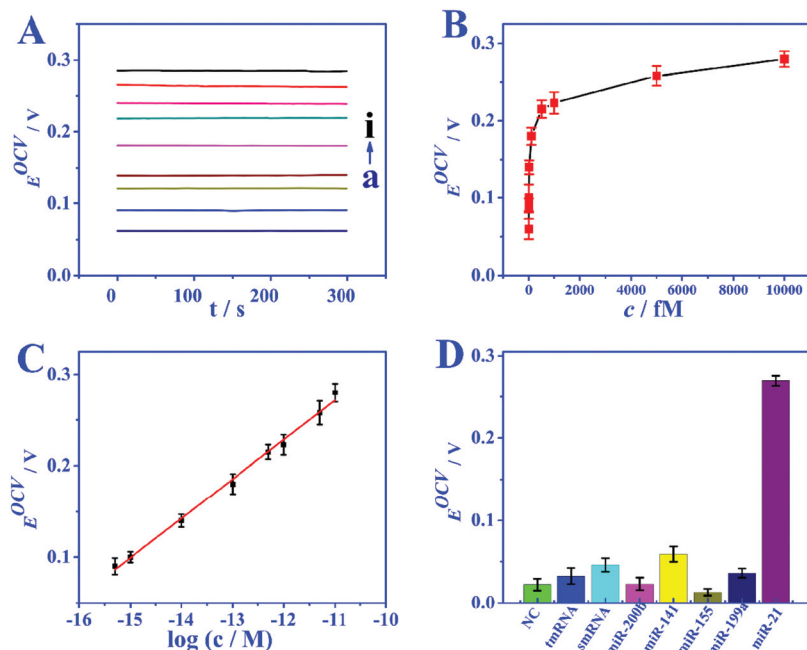 A
E^OCV / V
0.3
0.2
0.1
0.0
0
100
200
300
t / s
i
a
B
E^OCV / V
0.3
0.2
0.1
0.0
0
2000
4000
6000
8000
10000
c / fM
C
E^OCV / V
0.3
0.2
0.1
-16
-15
-14
-13
-12
-11
-10
log (c / M)
D
E^OCV / V
0.3
0.2
0.1
0.0
NC
tmRNA
smRNA
miR-200b
miR-141
miR-155
miR-199a
miR-21